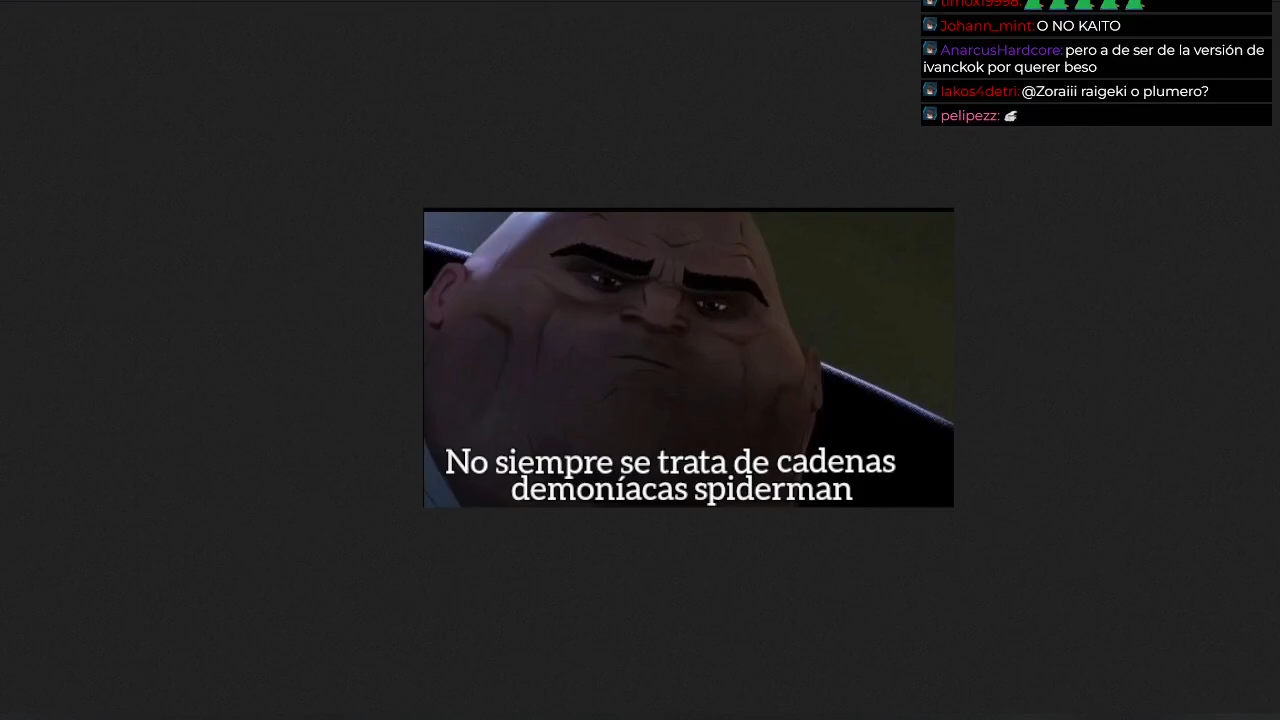 timox19998:
Johann_mint: O NO KAITO
AnarcusHardcore: pero a de ser de la versión de
ivanckok por querer beso
lakos4detri: @Zoraiii raigeki o plumero?
pelipezz:
No siempre se trata de cadenas
demoníacas spiderman